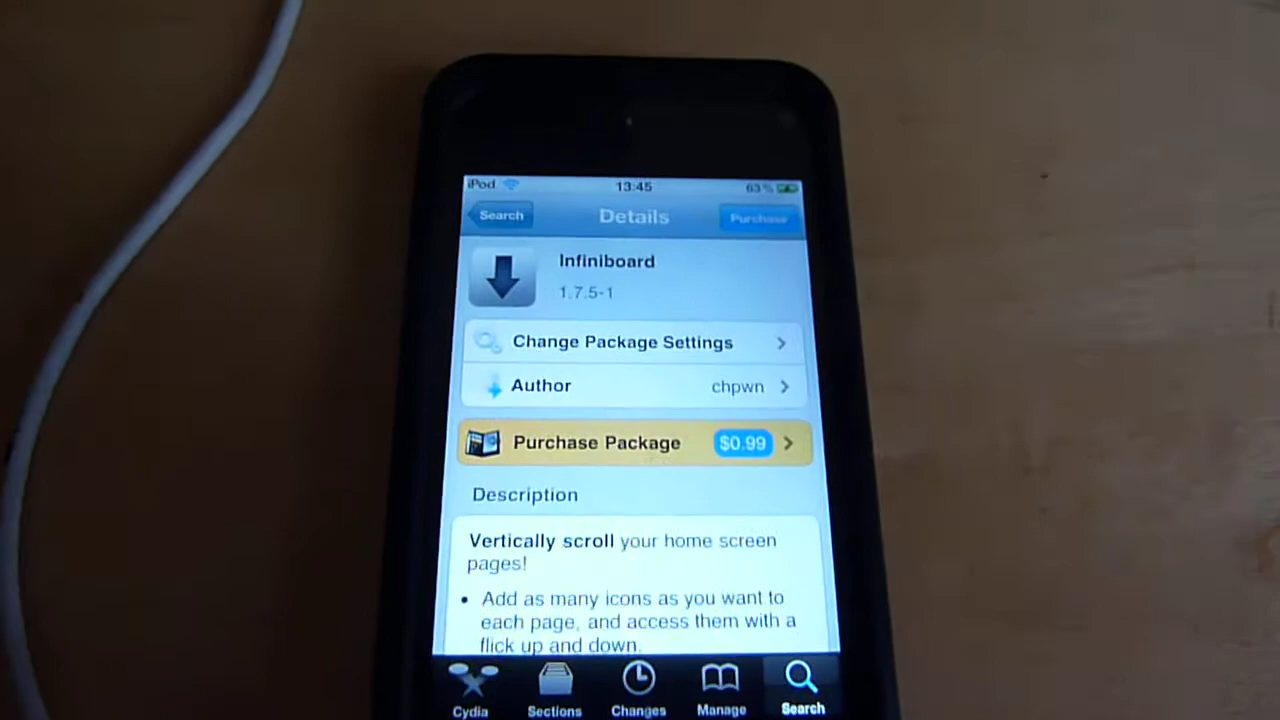 iPod 13:45 63%
Search Details Purchase
Infiniboard
1.7.5-1
Change Package Settings
Author chpwn
Purchase Package $0.99
Description
Vertically scroll your home screen
pages!
• Add as many icons as you want to
each page, and access them with a
flick up and down.
Cydia Sections Changes Manage Search